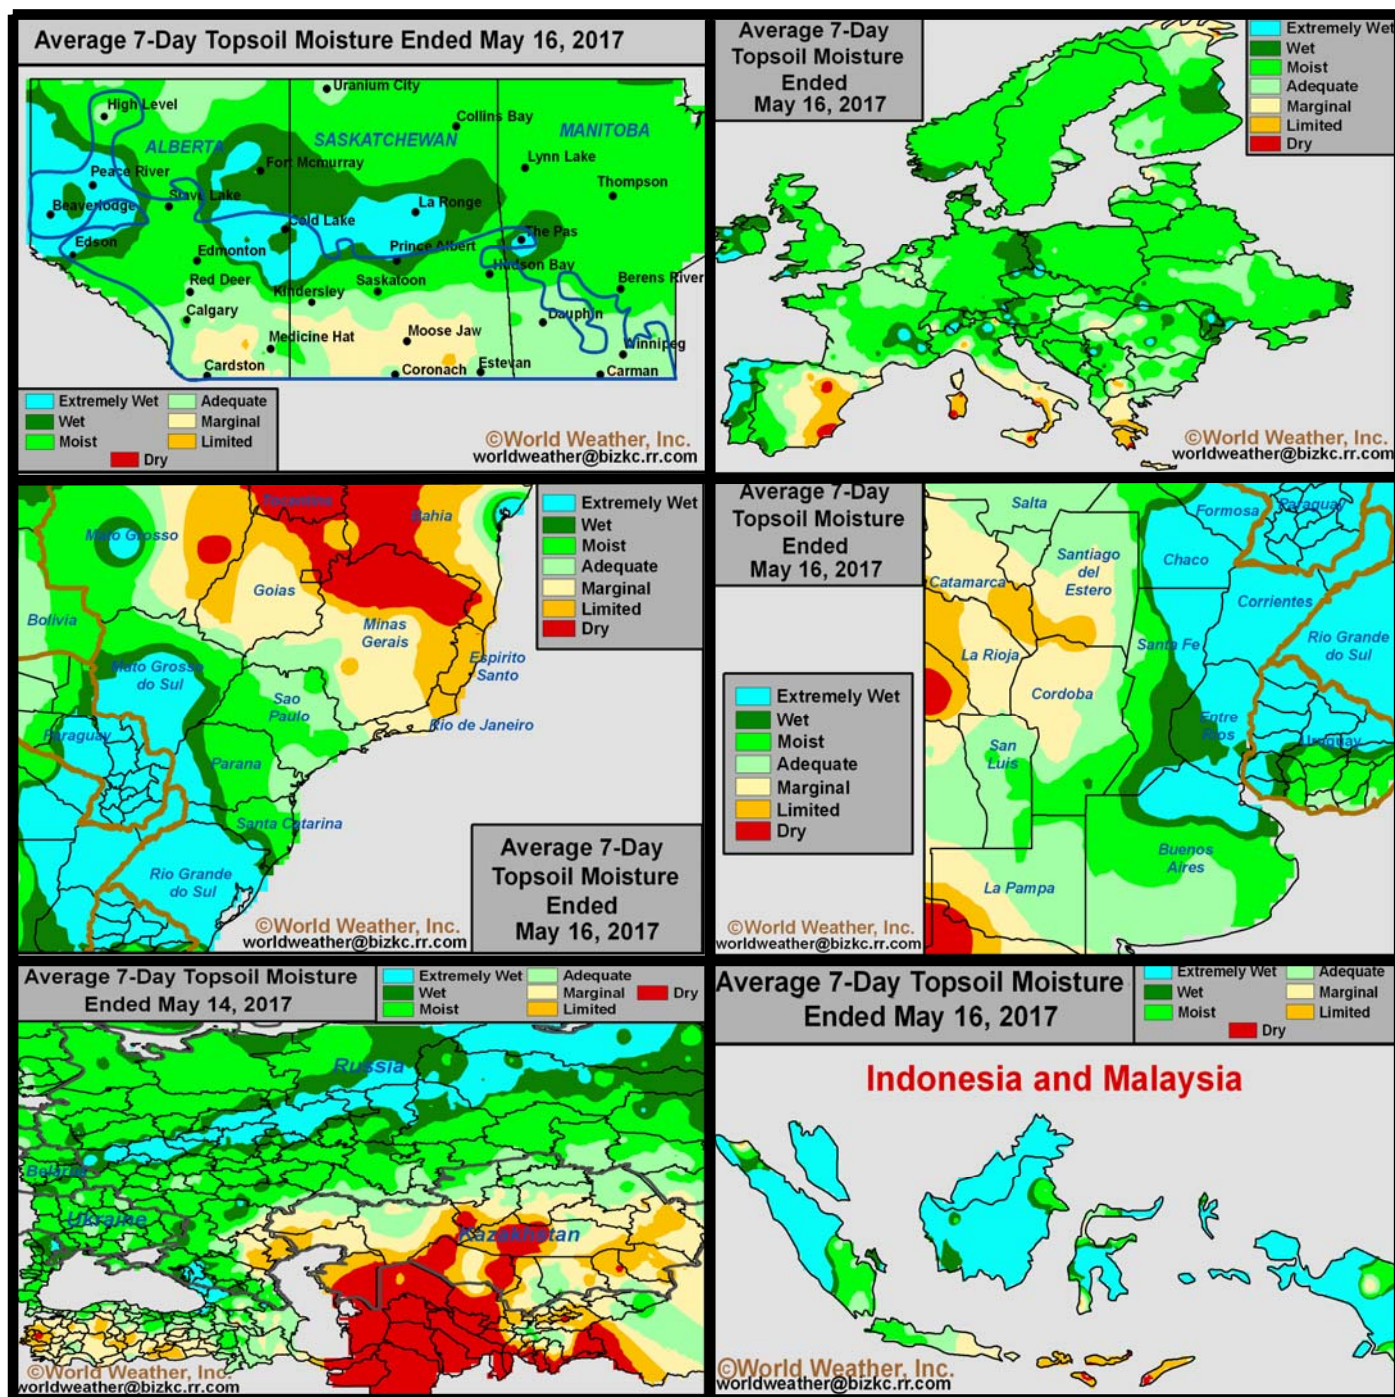 Average 7-Day Topsoil Moisture Ended May 16, 2017
Uranium City
High Level
Collins Bay
SASKATCHEWAN
MANITOBA
ALBERTA
Fort Mcmurray
Lynn Lake
Peace River
Thompson
Slave Lake
La Ronge
Beaverlodge
Cold Lake
The Pas
Edson
Edmonton
Prince Albert
Hudson Bay
Red Deer
Saskatoon
Berens River
Kindersley
Calgary
Dauphin
Medicine Hat
Moose Jaw
Winnipeg
Cardston
Coronach
Estevan
Carman
Extremely Wet
Adequate
Wet
Marginal
Moist
Limited
Dry
©World Weather, Inc.
worldweather@bizkc.rr.com
Average 7-Day
Topsoil Moisture
Ended
May 16, 2017
Extremely Wet
Wet
Moist
Adequate
Marginal
Limited
Dry
©World Weather, Inc.
worldweather@bizkc.rr.com
Tocantins
Bahia
Mato Grosso
Goias
Bolivia
Minas
Gerais
Mato Grosso
do Sul
Espirito
Santo
Sao
Paulo
Rio de Janeiro
Paraguay
Parana
Santa Catarina
Rio Grande
do Sul
Extremely Wet
Wet
Moist
Adequate
Marginal
Limited
Dry
Average 7-Day
Topsoil Moisture
Ended
May 16, 2017
©World Weather, Inc.
worldweather@bizkc.rr.com
Average 7-Day
Topsoil Moisture
Ended
May 16, 2017
Salta
Formosa
Paraguay
Santiago
del
Estero
Chaco
Catamarca
Corrientes
Santa Fe
Rio Grande
do Sul
La Rioja
Cordoba
Entre
Rios
San
Luis
Uruguay
Buenos
Aires
La Pampa
Extremely Wet
Wet
Moist
Adequate
Marginal
Limited
Dry
©World Weather, Inc.
worldweather@bizkc.rr.com
Average 7-Day Topsoil Moisture
Ended May 14, 2017
Extremely Wet
Adequate
Wet
Marginal
Dry
Moist
Limited
Russia
Belarus
Ukraine
Kazakhstan
©World Weather, Inc.
worldweather@bizkc.rr.com
Average 7-Day Topsoil Moisture
Ended May 16, 2017
Extremely Wet
Adequate
Wet
Marginal
Moist
Limited
Dry
Indonesia and Malaysia
©World Weather, Inc.
worldweather@bizkc.rr.com